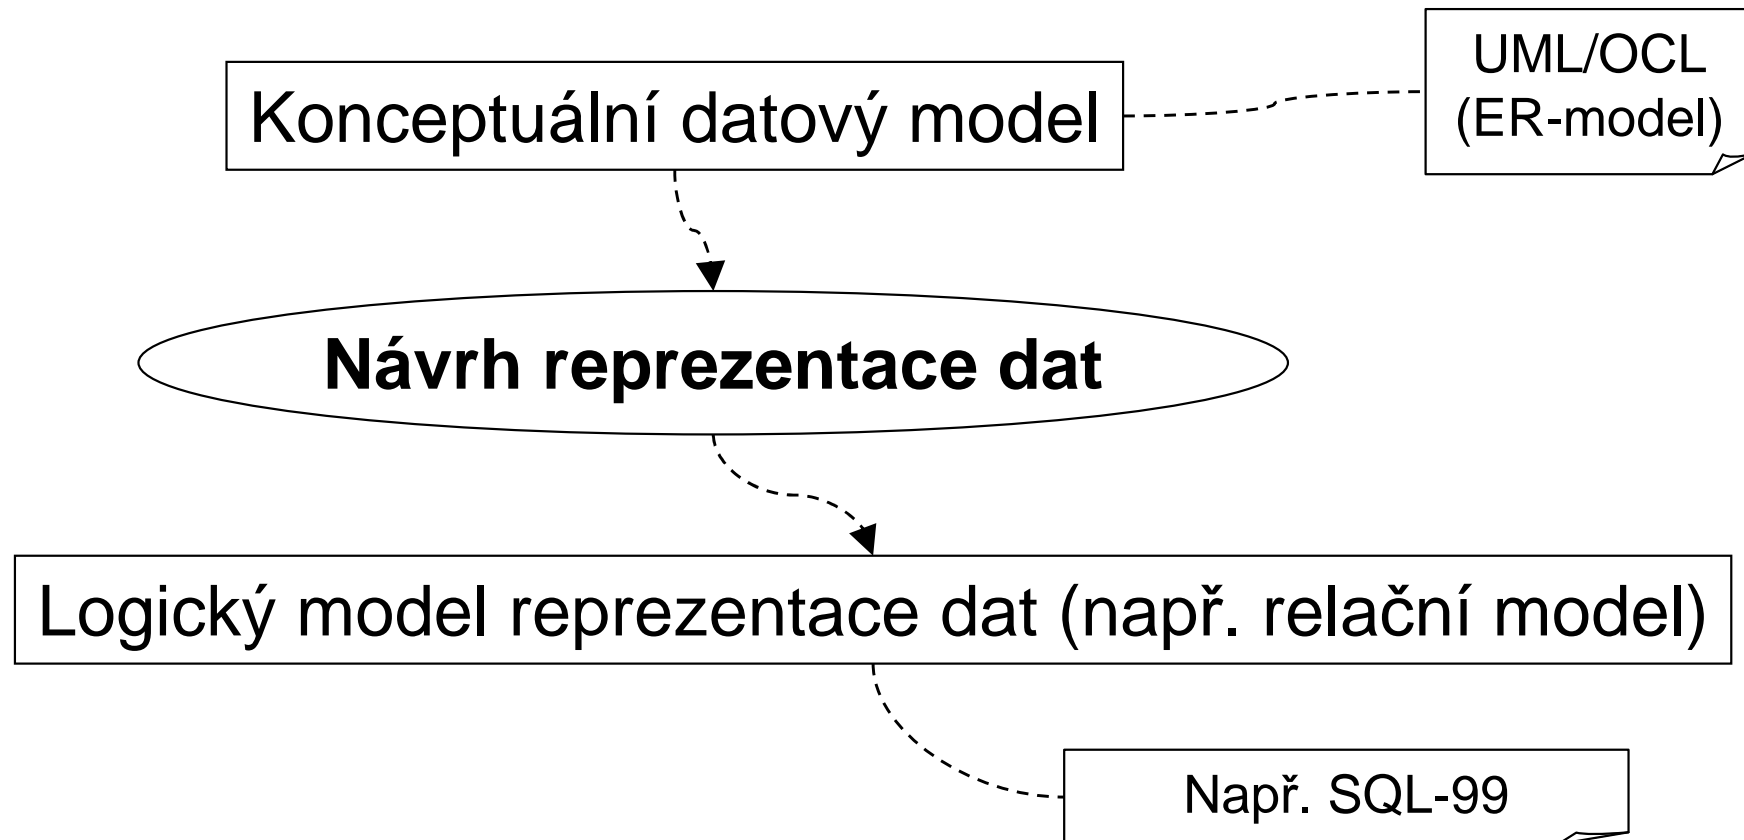 UML/OCL
(ER-model)
Konceptuální datový model
Návrh reprezentace dat
Logický model reprezentace dat (např. relační model)
Např. SQL-99